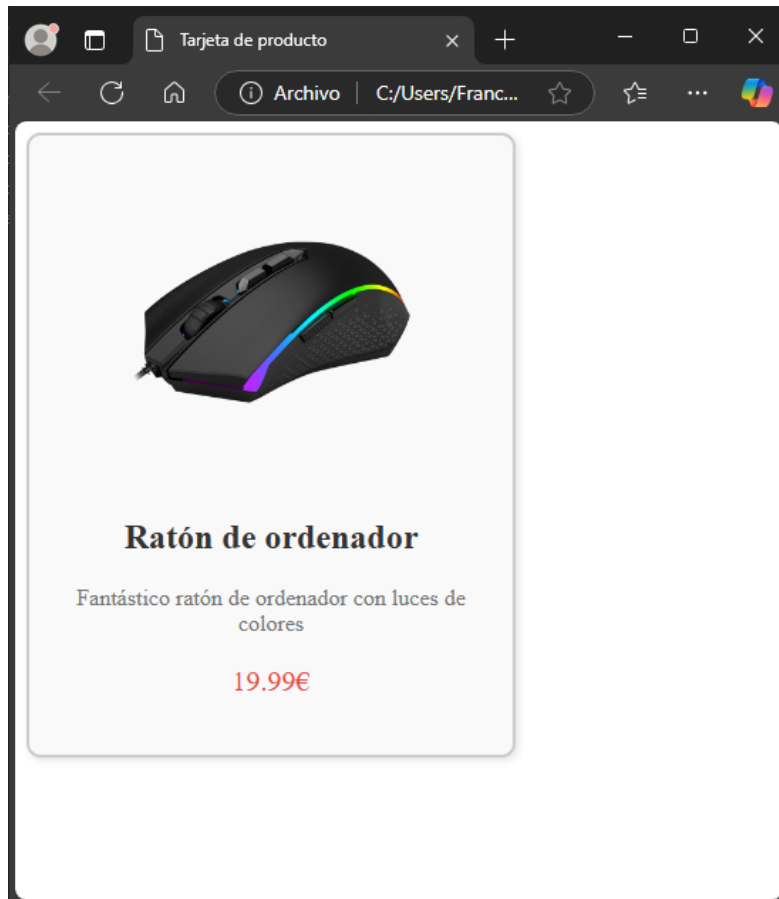 Tarjeta de producto
Archivo C:/Users/Franc...
Ratón de ordenador
Fantástico ratón de ordenador con luces de
colores
19.99€